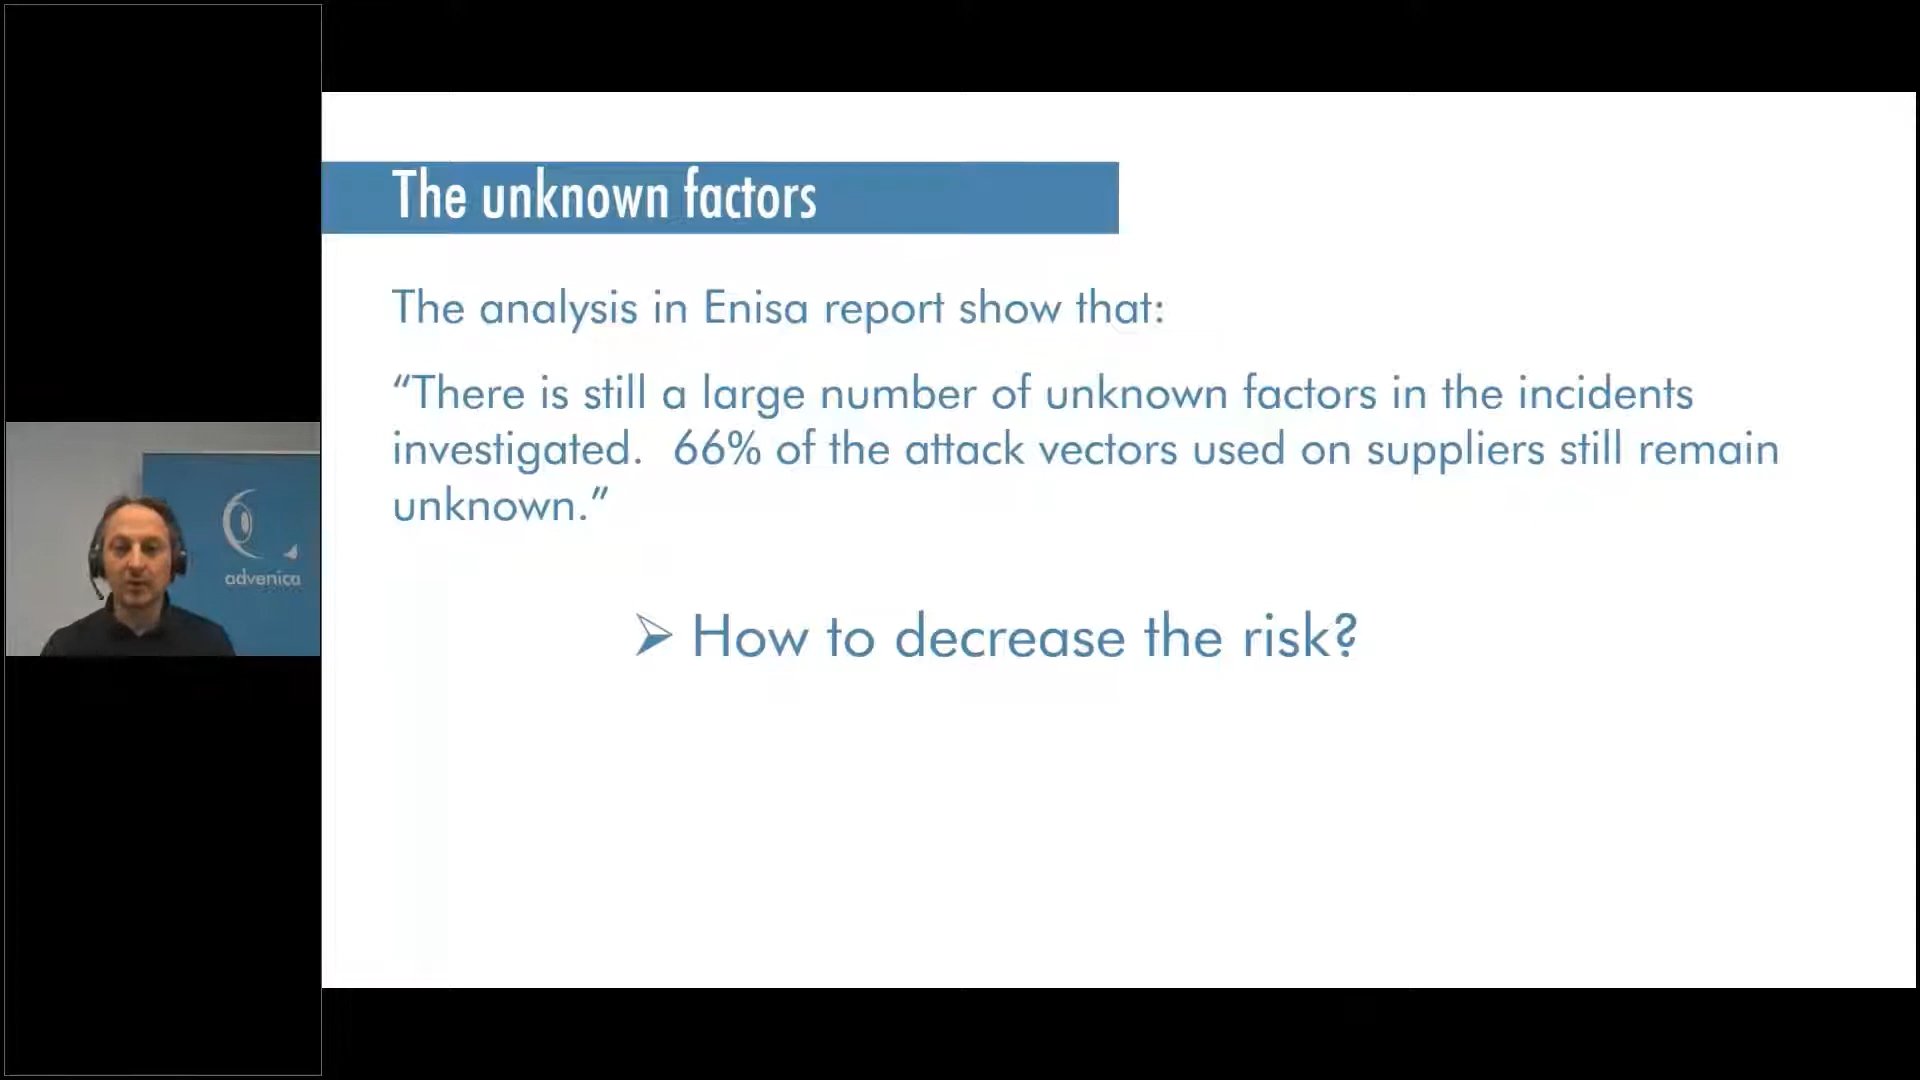 The unknown factors
The analysis in Enisa report show that:
“There is still a large number of unknown factors in the incidents
investigated.  66% of the attack vectors used on suppliers still remain
unknown.”
➢ How to decrease the risk?
advenica